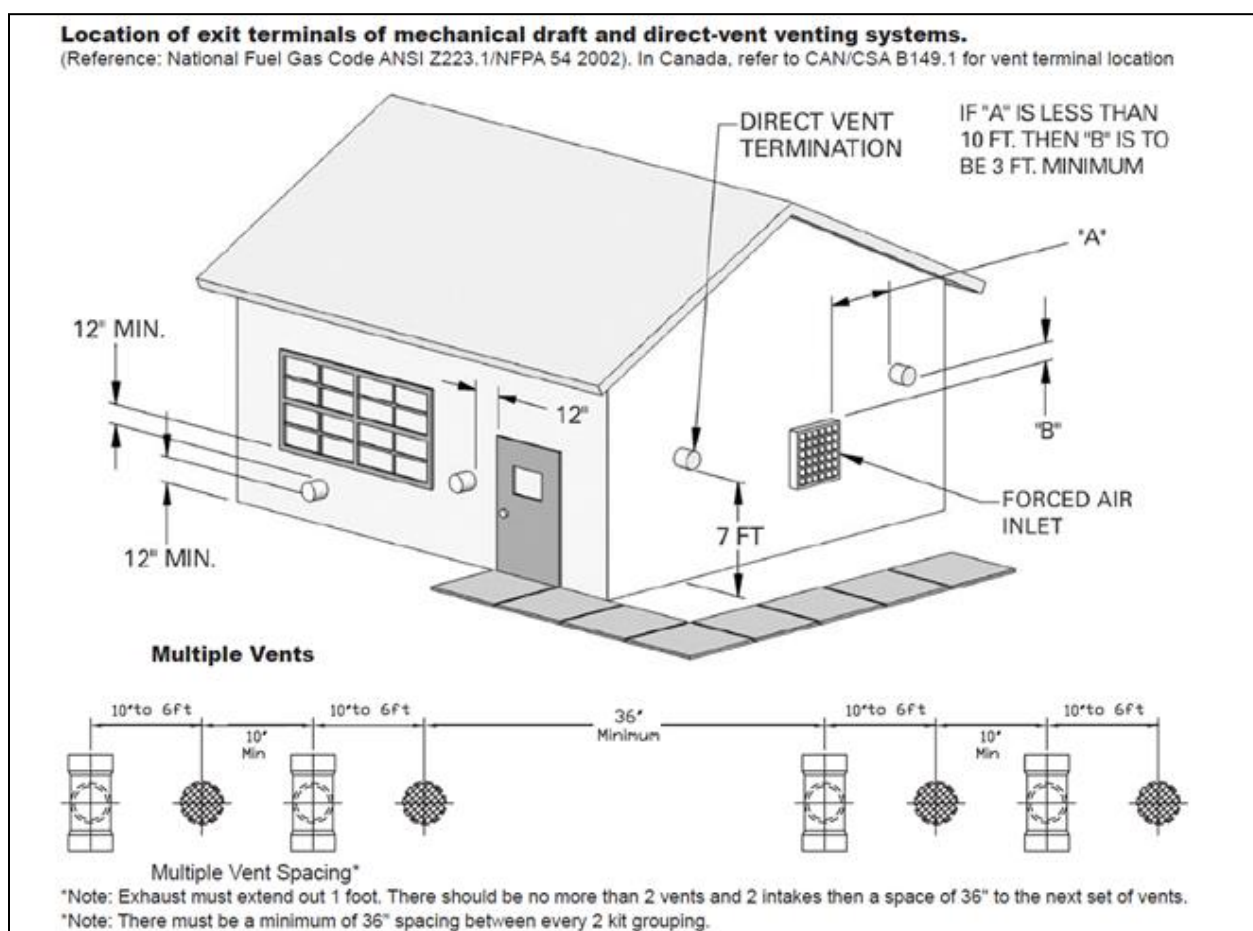 Location of exit terminals of mechanical draft and direct-vent venting systems.
(Reference: National Fuel Gas Code ANSI Z223.1/NFPA 54 2002). In Canada, refer to CAN/CSA B149.1 for vent terminal location
DIRECT VENT
TERMINATION
IF "A" IS LESS THAN
10 FT. THEN "B" IS TO
BE 3 FT. MINIMUM
"A"
12" MIN.
12"
"B"
FORCED AIR
INLET
7 FT
12" MIN.
Multiple Vents
10"to 6ft
10"to 6ft
36"
Minimum
10"to 6ft
10"to 6ft
10"
Min
10"
Min
Multiple Vent Spacing*
*Note: Exhaust must extend out 1 foot. There should be no more than 2 vents and 2 intakes then a space of 36" to the next set of vents.
*Note: There must be a minimum of 36" spacing between every 2 kit grouping.